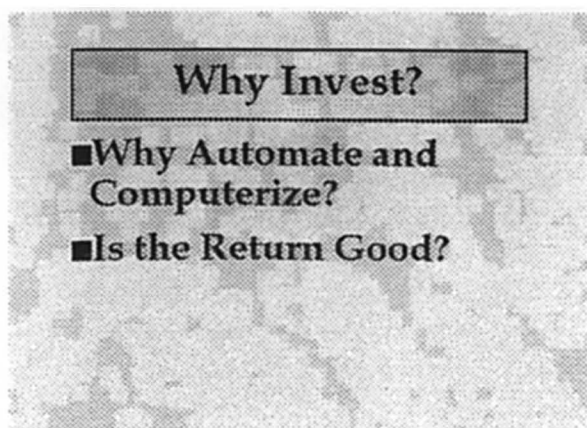 Why Invest?
■Why Automate and
Computerize?
■Is the Return Good?